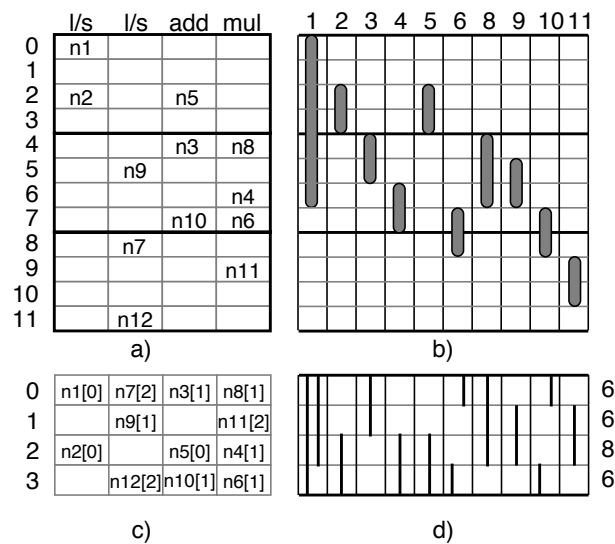 l/s l/s add mul
0 n1
1
2 n2 n5
3
4 n3 n8
5 n9
6 n4
7 n10 n6
8 n7
9 n11
10
11 n12
a)
1 2 3 4 5 6 8 9 10 11
b)
0 n1[0] n7[2] n3[1] n8[1]
1 n9[1] n11[2]
2 n2[0] n5[0] n4[1]
3 n12[2] n10[1] n6[1]
c)
6
6
8
6
d)